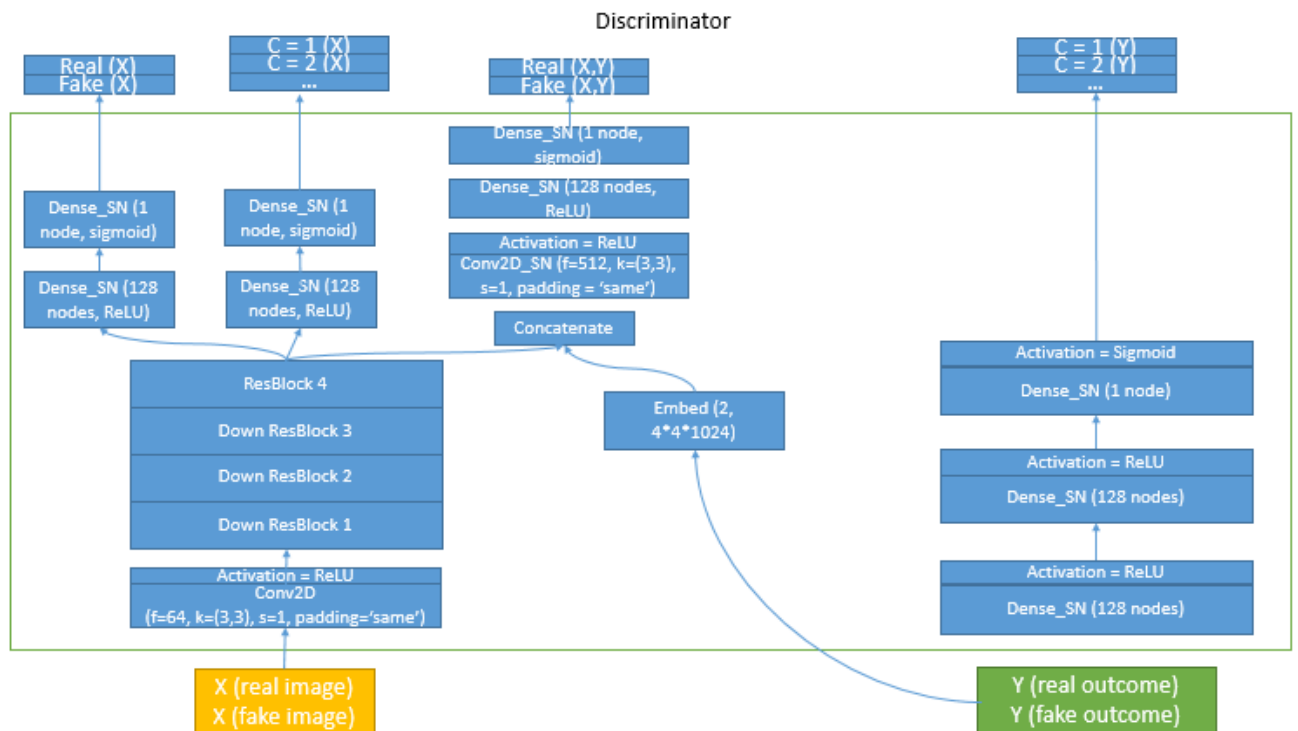 Discriminator
Real (X)
Fake (X)
C = 1 (X)
C = 2 (X)
...
Real (X,Y)
Fake (X,Y)
C = 1 (Y)
C = 2 (Y)
...
Dense_SN (1
node, sigmoid)
Dense_SN (128
nodes, ReLU)
Dense_SN (1
node, sigmoid)
Dense_SN (128
nodes, ReLU)
Dense_SN (1 node,
sigmoid)
Dense_SN (128 nodes,
ReLU)
Activation = ReLU
Conv2D_SN (f=512, k=(3,3),
s=1, padding = ‘same’)
Concatenate
ResBlock 4
Down ResBlock 3
Down ResBlock 2
Down ResBlock 1
Activation = ReLU
Conv2D
(f=64, k=(3,3), s=1, padding=‘same’)
Embed (2,
4*4*1024)
Activation = Sigmoid
Dense_SN (1 node)
Activation = ReLU
Dense_SN (128 nodes)
Activation = ReLU
Dense_SN (128 nodes)
X (real image)
X (fake image)
Y (real outcome)
Y (fake outcome)